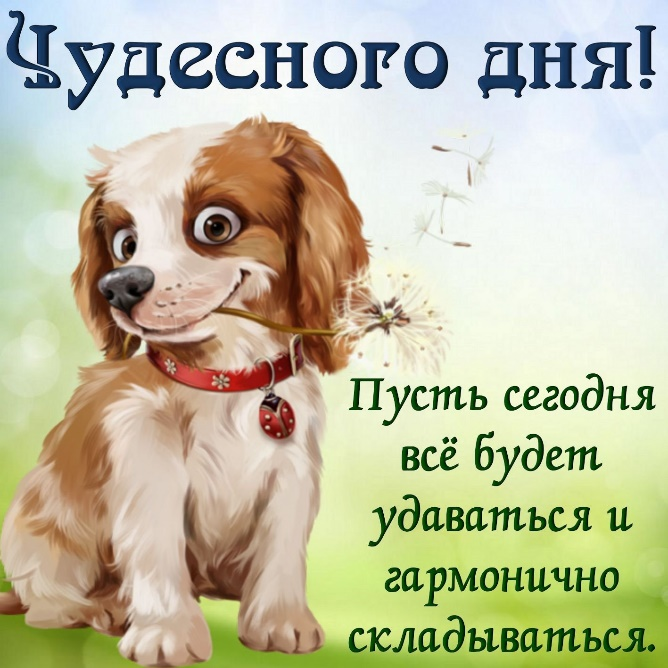 Чудесного дня!
Пусть сегодня
всё будет
удаваться и
гармонично
складываться.